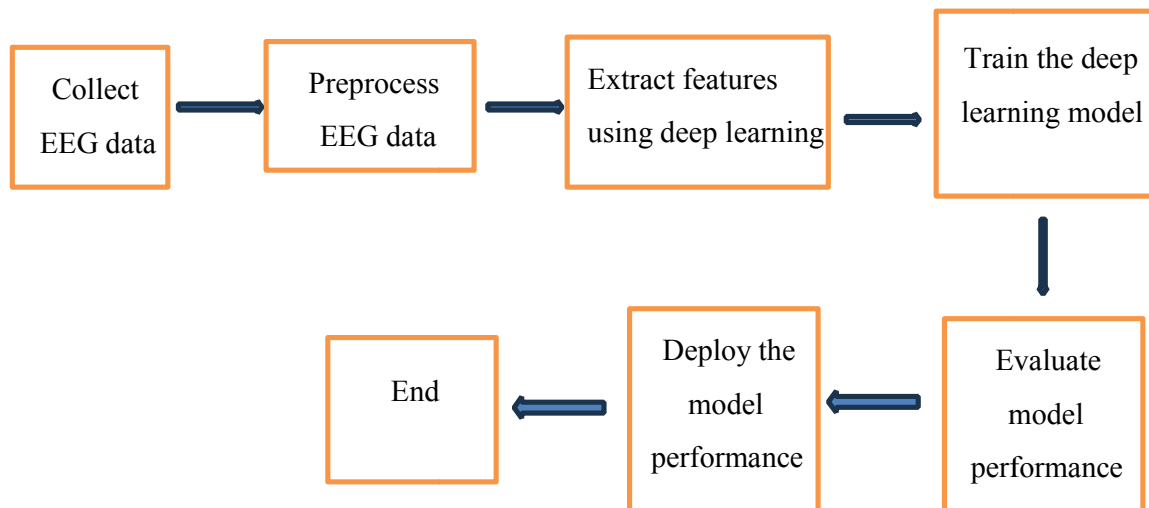 Collect
EEG data
Preprocess
EEG data
Extract features
using deep learning
Train the deep
learning model
Evaluate
model
performance
Deploy the
model
performance
End